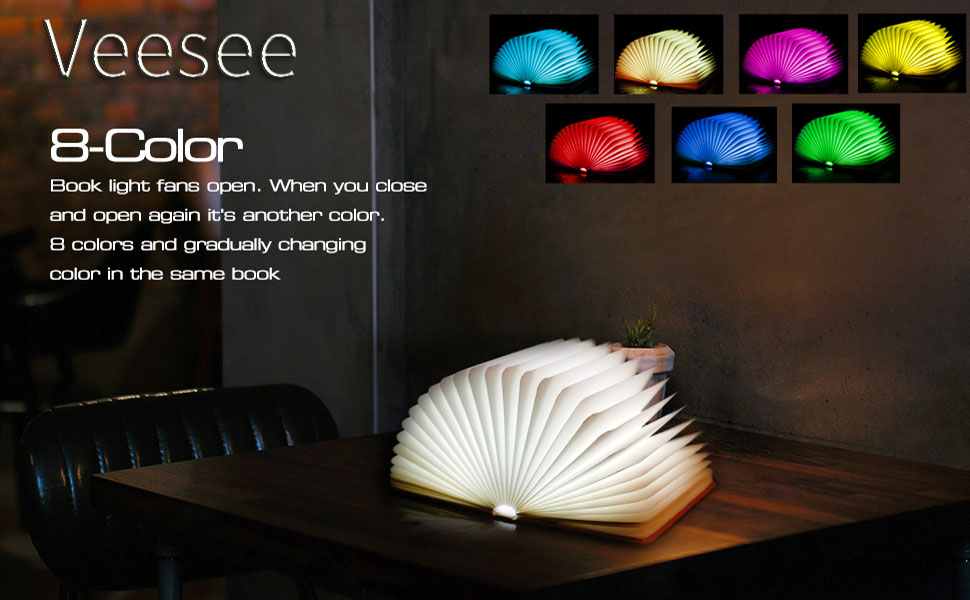 Veesee
8-Color
Book light fans open. When you close
and open again it's another color.
8 colors and gradually changing
color in the same book